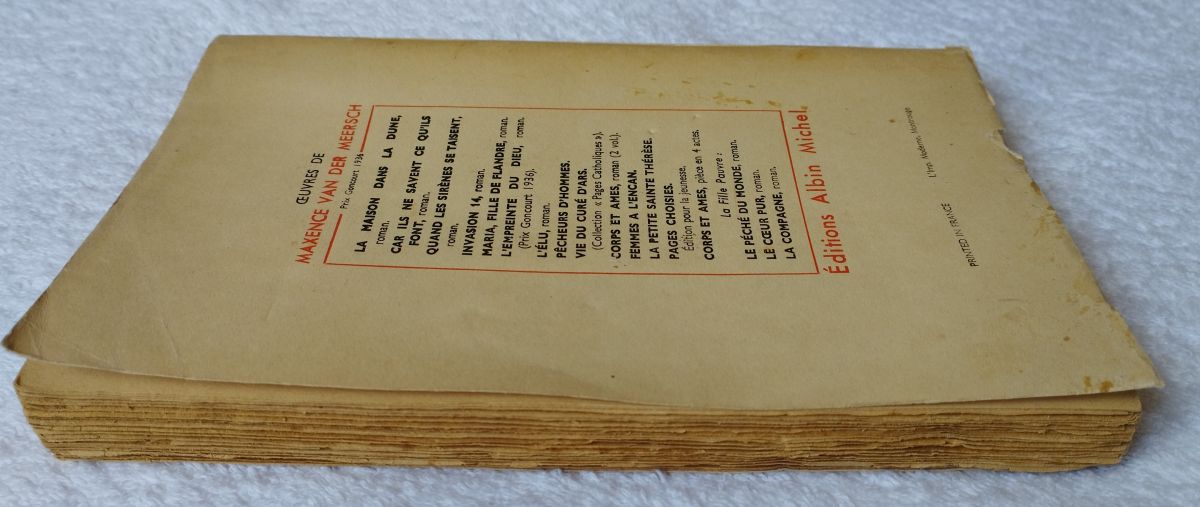 ŒUVRES DE
MAXENCE VAN DER MEERSCH
Prix Goncourt 1936
LA MAISON DANS LA DUNE,
roman.
CAR ILS NE SAVENT CE QU'ILS
FONT, roman.
QUAND LES SIRÈNES SE TAISENT,
roman.
INVASION 14, roman.
MARIA, FILLE DE FLANDRE, roman.
L'EMPREINTE DU DIEU, roman.
(Prix Goncourt 1936).
L'ÉLU, roman.
PÊCHEURS D'HOMMES.
VIE DU CURÉ D'ARS.
(Collection « Pages Catholiques »).
CORPS ET AMES, roman (2 vol.).
FEMMES A L'ENCAN.
LA PETITE SAINTE THÉRÈSE.
PAGES CHOISIES.
Édition pour la jeunesse.
CORPS ET AMES, pièce en 4 actes.
La Fille Pauvre :
LE PÉCHÉ DU MONDE, roman.
LE CŒUR PUR, roman.
LA COMPAGNE, roman.
Éditions Albin Michel
PRINTED IN FRANCE
L'Imp. Moderne, Montrouge